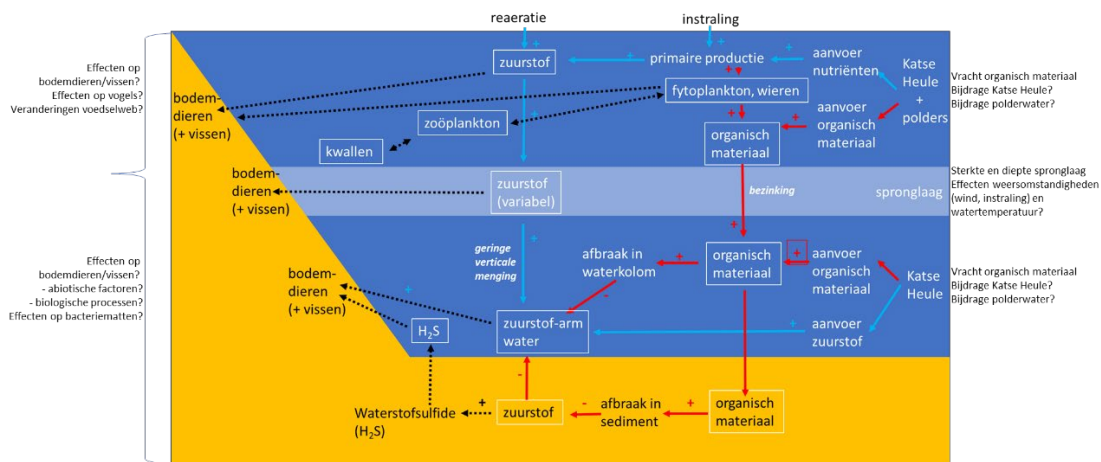 reaeratie
instraling
Effecten op
bodemdieren/vissen?
Effecten op vogels?
Veranderingen voedselweb?
+
+
zuurstof
+
primaire productie
+
aanvoer
nutriënten
+
Katse
Heule
+
polders
Vracht organisch materiaal
Bijdrage Katse Heule?
Bijdrage polderwater?
bodem-
dieren
(+ vissen)
+
+
fytoplankton, wieren
zoöplankton
+
organisch
materiaal
+
aanvoer
organisch
materiaal
+
kwallen
bodem-
dieren
(+ vissen)
zuurstof
(variabel)
bezinking
spronglaag
Sterkte en diepte spronglaag
Effecten weersomstandigheden
(wind, instraling) en
watertemperatuur?
Effecten op
bodemdieren/vissen?
- abiotische factoren?
- biologische processen?
Effecten op bacteriematten?
bodem-
dieren
(+ vissen)
+
geringe
verticale
menging
+
afbraak in
waterkolom
-
+
+
organisch
materiaal
+
aanvoer
organisch
materiaal
Katse
Heule
Vracht organisch materiaal
Bijdrage Katse Heule?
Bijdrage polderwater?
H2S
zuurstof-arm
water
+
aanvoer
zuurstof
-
Waterstofsulfide
(H2S)
+
zuurstof
-
afbraak in
sediment
+
organisch
materiaal